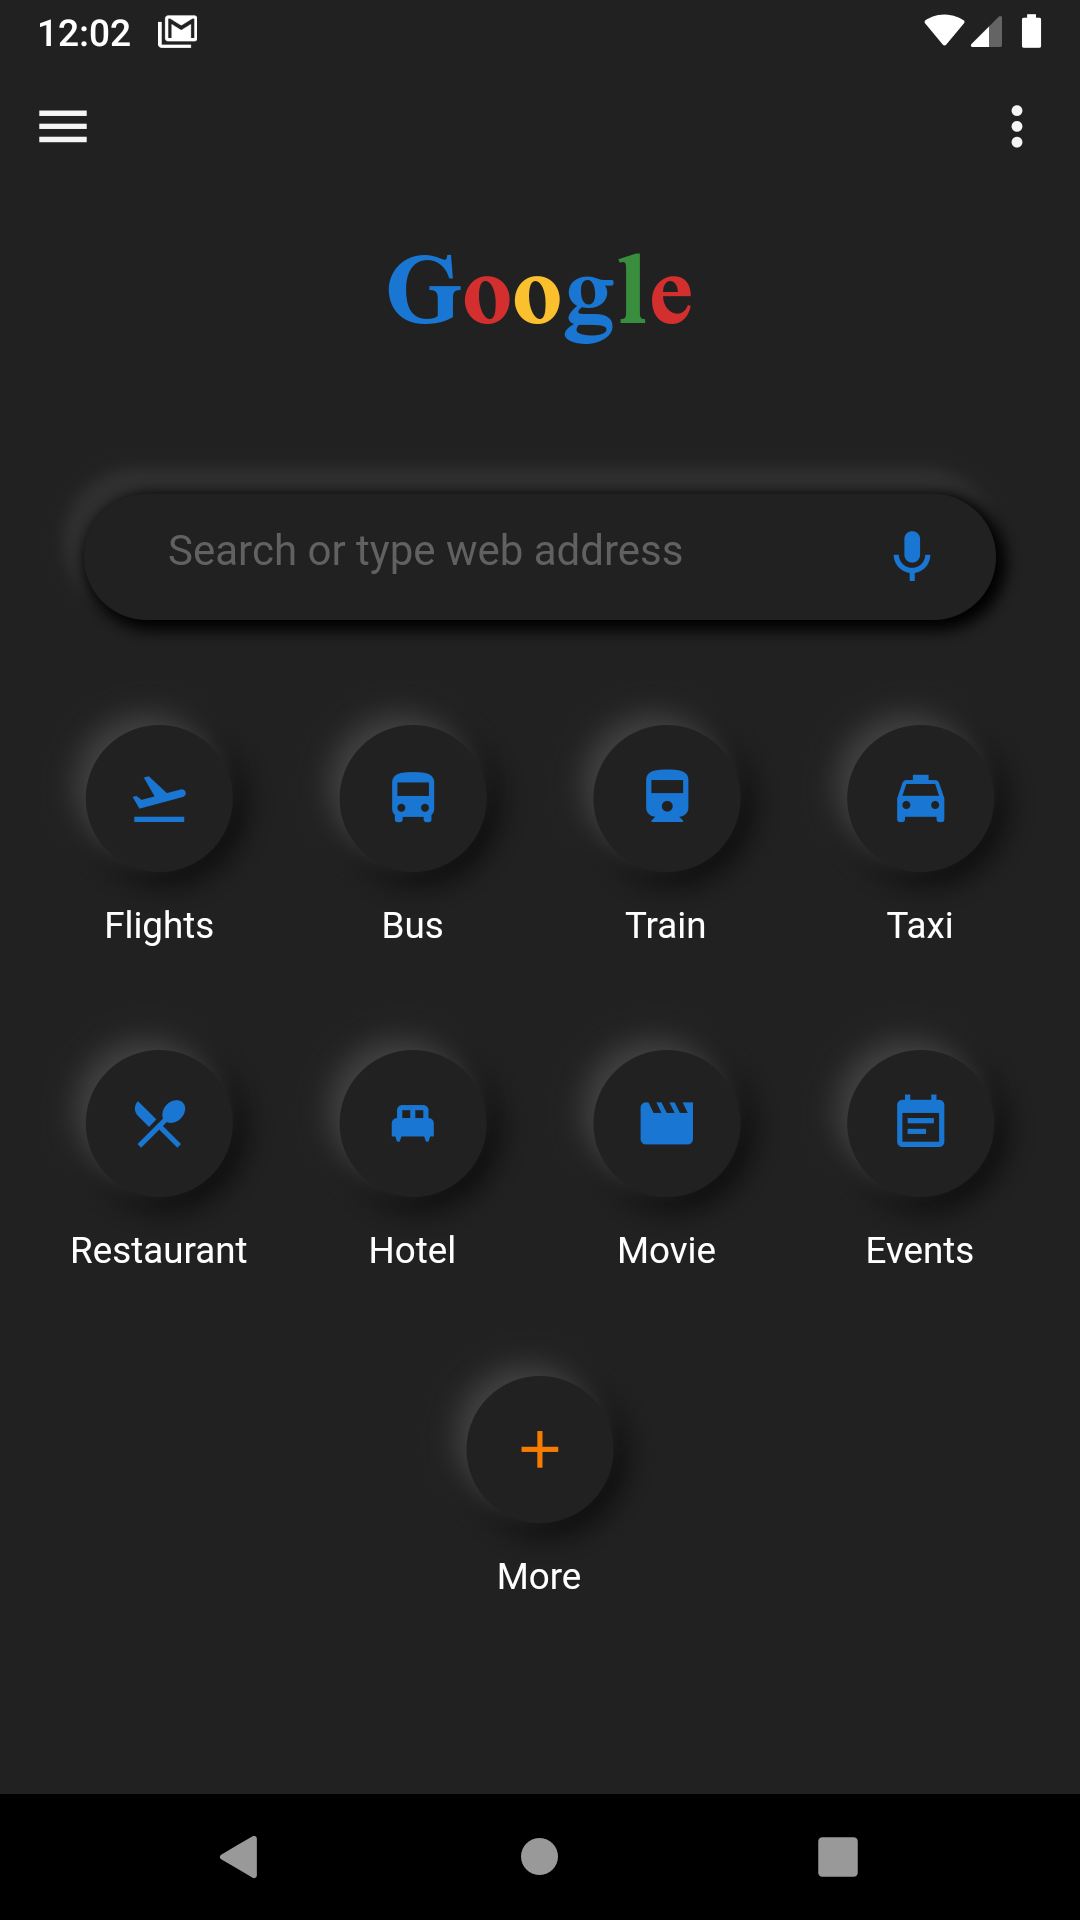 12:02
Google
Search or type web address
Flights Bus Train Taxi
Restaurant Hotel Movie Events
More